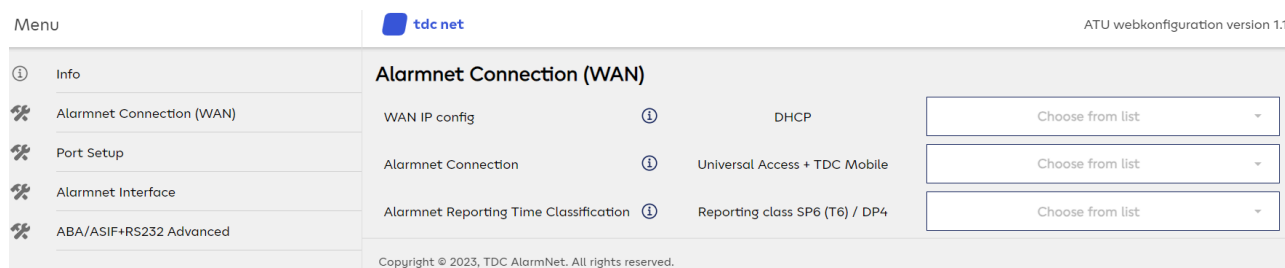 Menu
tdc net
ATU webkonfiguration version 1.1
Info
Alarmnet Connection (WAN)
Port Setup
Alarmnet Interface
ABA/ASIF+RS232 Advanced
Alarmnet Connection (WAN)
WAN IP config DHCP Choose from list
Alarmnet Connection Universal Access + TDC Mobile Choose from list
Alarmnet Reporting Time Classification Reporting class SP6 (T6) / DP4 Choose from list
Copyright © 2023, TDC AlarmNet. All rights reserved.